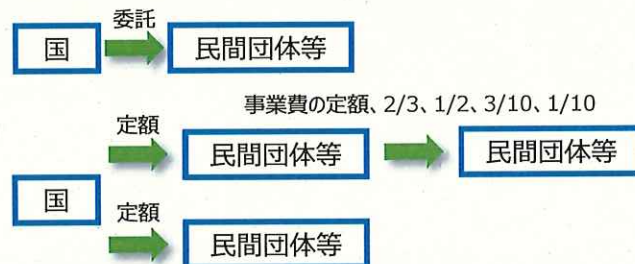 委託
国
民間団体等
事業費の定額、2/3、1/2、3/10、1/10
定額
民間団体等
民間団体等
国
定額
民間団体等